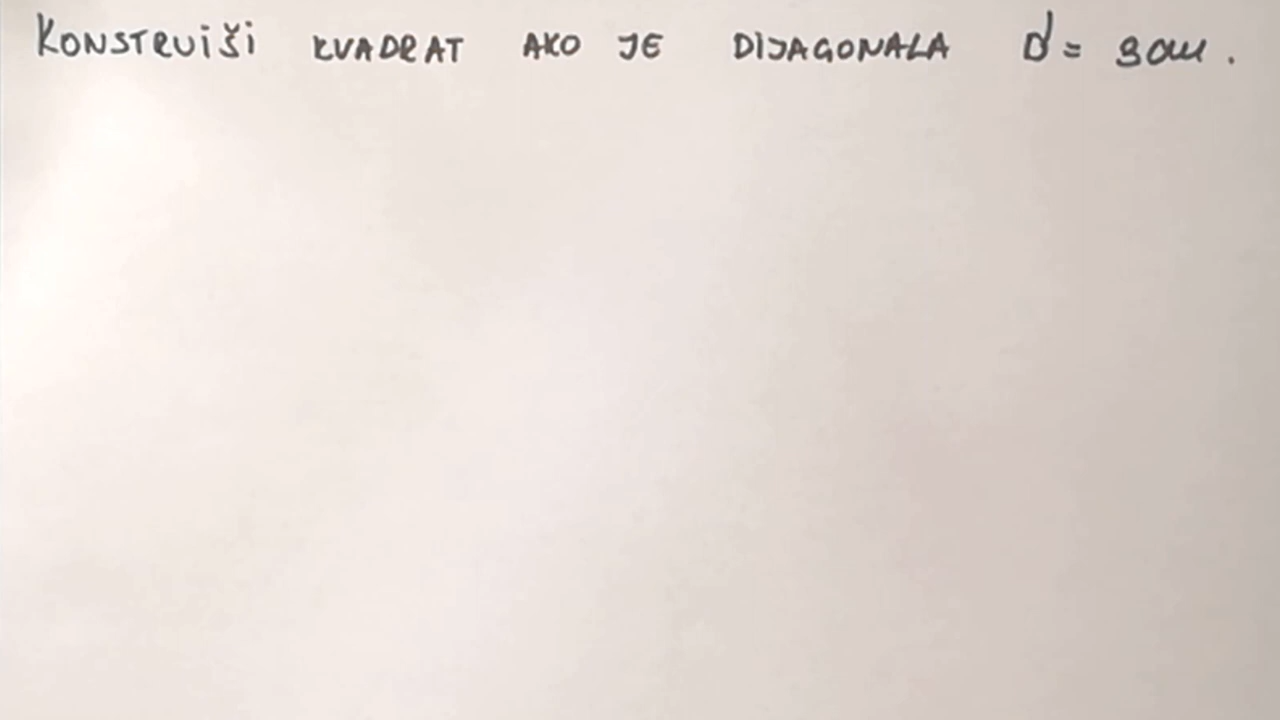 KONSTRUIŠI KVADRAT AKO JE DIJAGONALA d = 8cm.